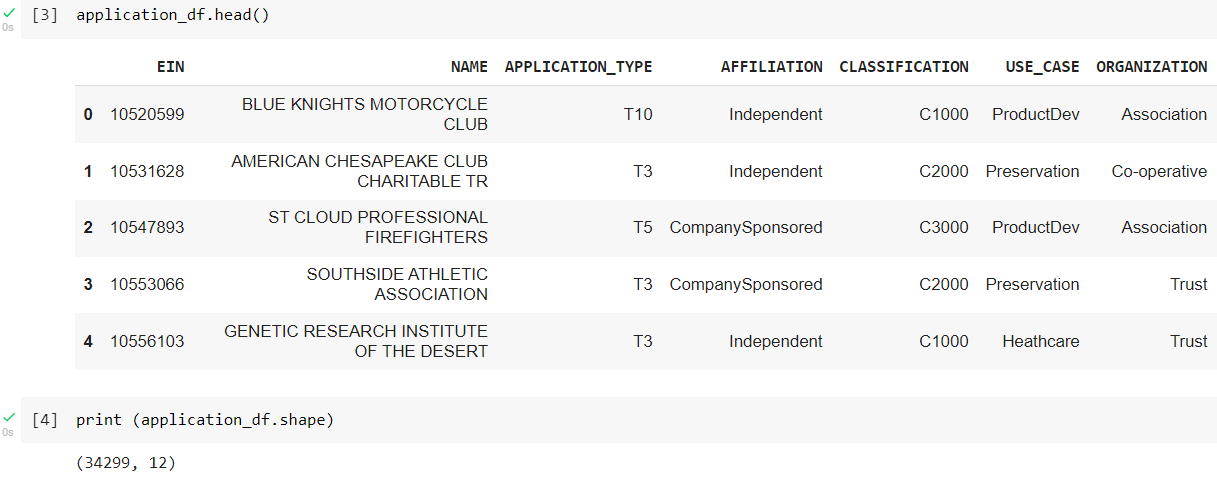 [3] application_df.head()
0s
EIN NAME APPLICATION_TYPE AFFILIATION CLASSIFICATION USE_CASE ORGANIZATION
0 10520599 BLUE KNIGHTS MOTORCYCLE CLUB T10 Independent C1000 ProductDev Association
1 10531628 AMERICAN CHESAPEAKE CLUB CHARITABLE TR T3 Independent C2000 Preservation Co-operative
2 10547893 ST CLOUD PROFESSIONAL FIREFIGHTERS T5 CompanySponsored C3000 ProductDev Association
3 10553066 SOUTHSIDE ATHLETIC ASSOCIATION T3 CompanySponsored C2000 Preservation Trust
4 10556103 GENETIC RESEARCH INSTITUTE OF THE DESERT T3 Independent C1000 Heathcare Trust
[4] print (application_df.shape)
0s
(34299, 12)